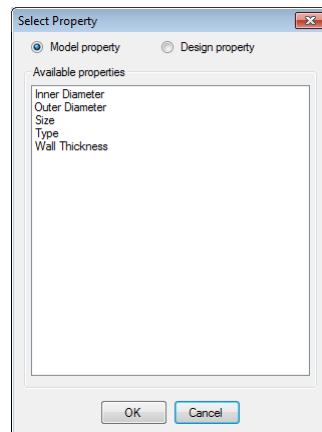 Select Property
Model property Design property
Available properties
Inner Diameter
Outer Diameter
Size
Type
Wall Thickness
OK Cancel